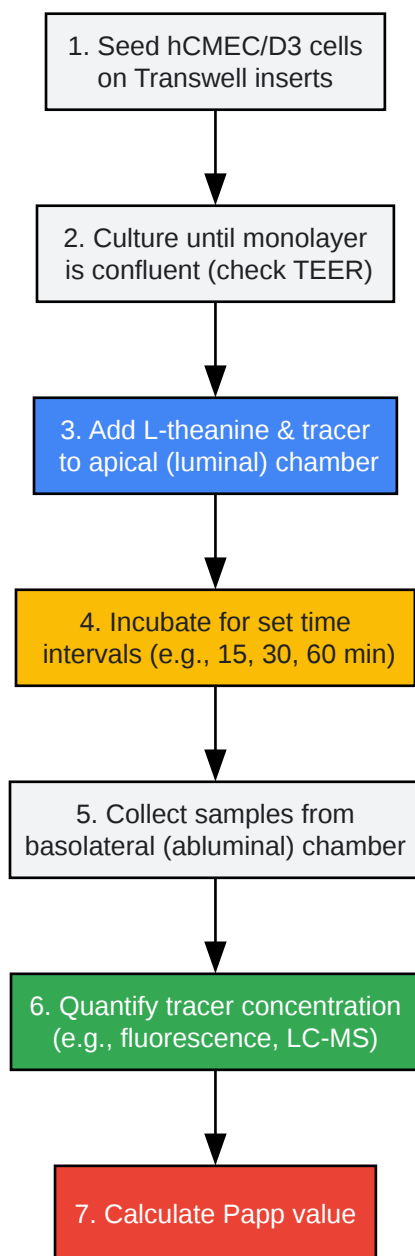 1. Seed hCMEC/D3 cells
on Transwell inserts
2. Culture until monolayer
is confluent (check TEER)
3. Add L-theanine & tracer
to apical (luminal) chamber
4. Incubate for set time
intervals (e.g., 15, 30, 60 min)
5. Collect samples from
basolateral (abluminal) chamber
6. Quantify tracer concentration
(e.g., fluorescence, LC-MS)
7. Calculate Papp value